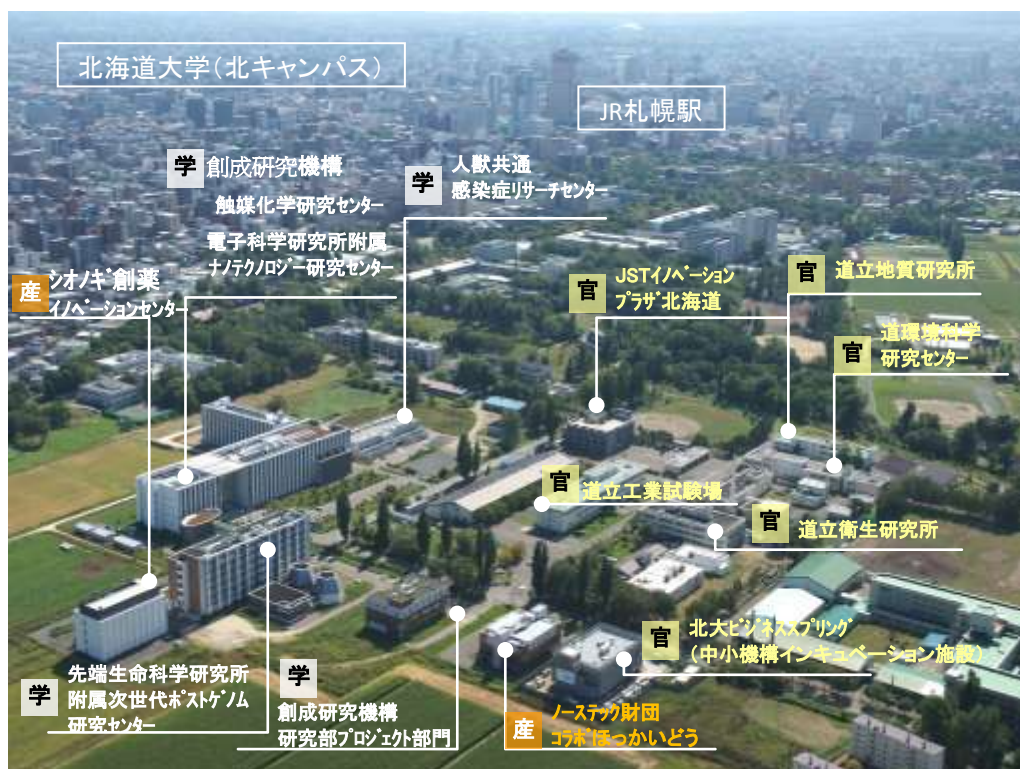 北海道大学(北キャンパス)
JR札幌駅
学
創成研究機構
触媒化学研究センター
電子科学研究所附属
ナノテクノロジー研究センター
学
人獣共通
感染症リサーチセンター
産
シオノギ創薬
イノベーションセンター
官
JSTイノベーション
プラザ北海道
官
道立地質研究所
官
道環境科学
研究センター
官
道立工業試験場
官
道立衛生研究所
官
北大ビジネススプリング
(中小機構インキュベーション施設)
学
先端生命科学研究所
附属次世代ポストゲノム
研究センター
学
創成研究機構
研究部プロジェクト部門
産
ノーステック財団
コラボほっかいどう